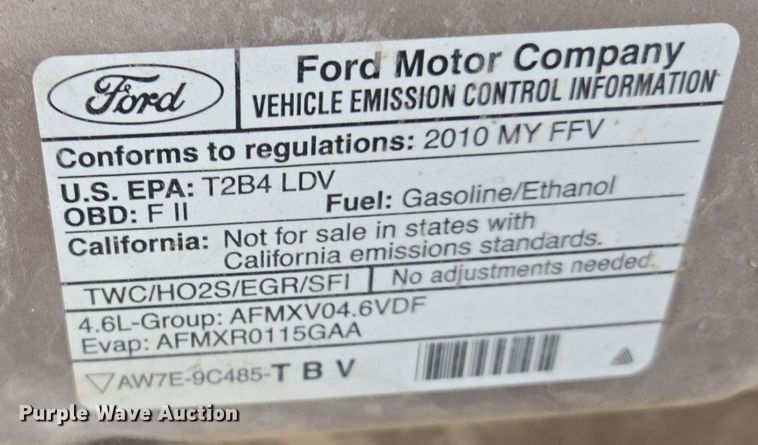 Ford
Ford Motor Company
VEHICLE EMISSION CONTROL INFORMATION
Conforms to regulations: 2010 MY FFV
U.S. EPA: T2B4 LDV
OBD: F II
Fuel: Gasoline/Ethanol
California: Not for sale in states with
California emissions standards.
TWC/HO2S/EGR/SFI
No adjustments needed.
4.6L-Group: AFMXV04.6VDF
Evap: AFMXR0115GAA
AW7E-9C485-T B V
Purple Wave Auction